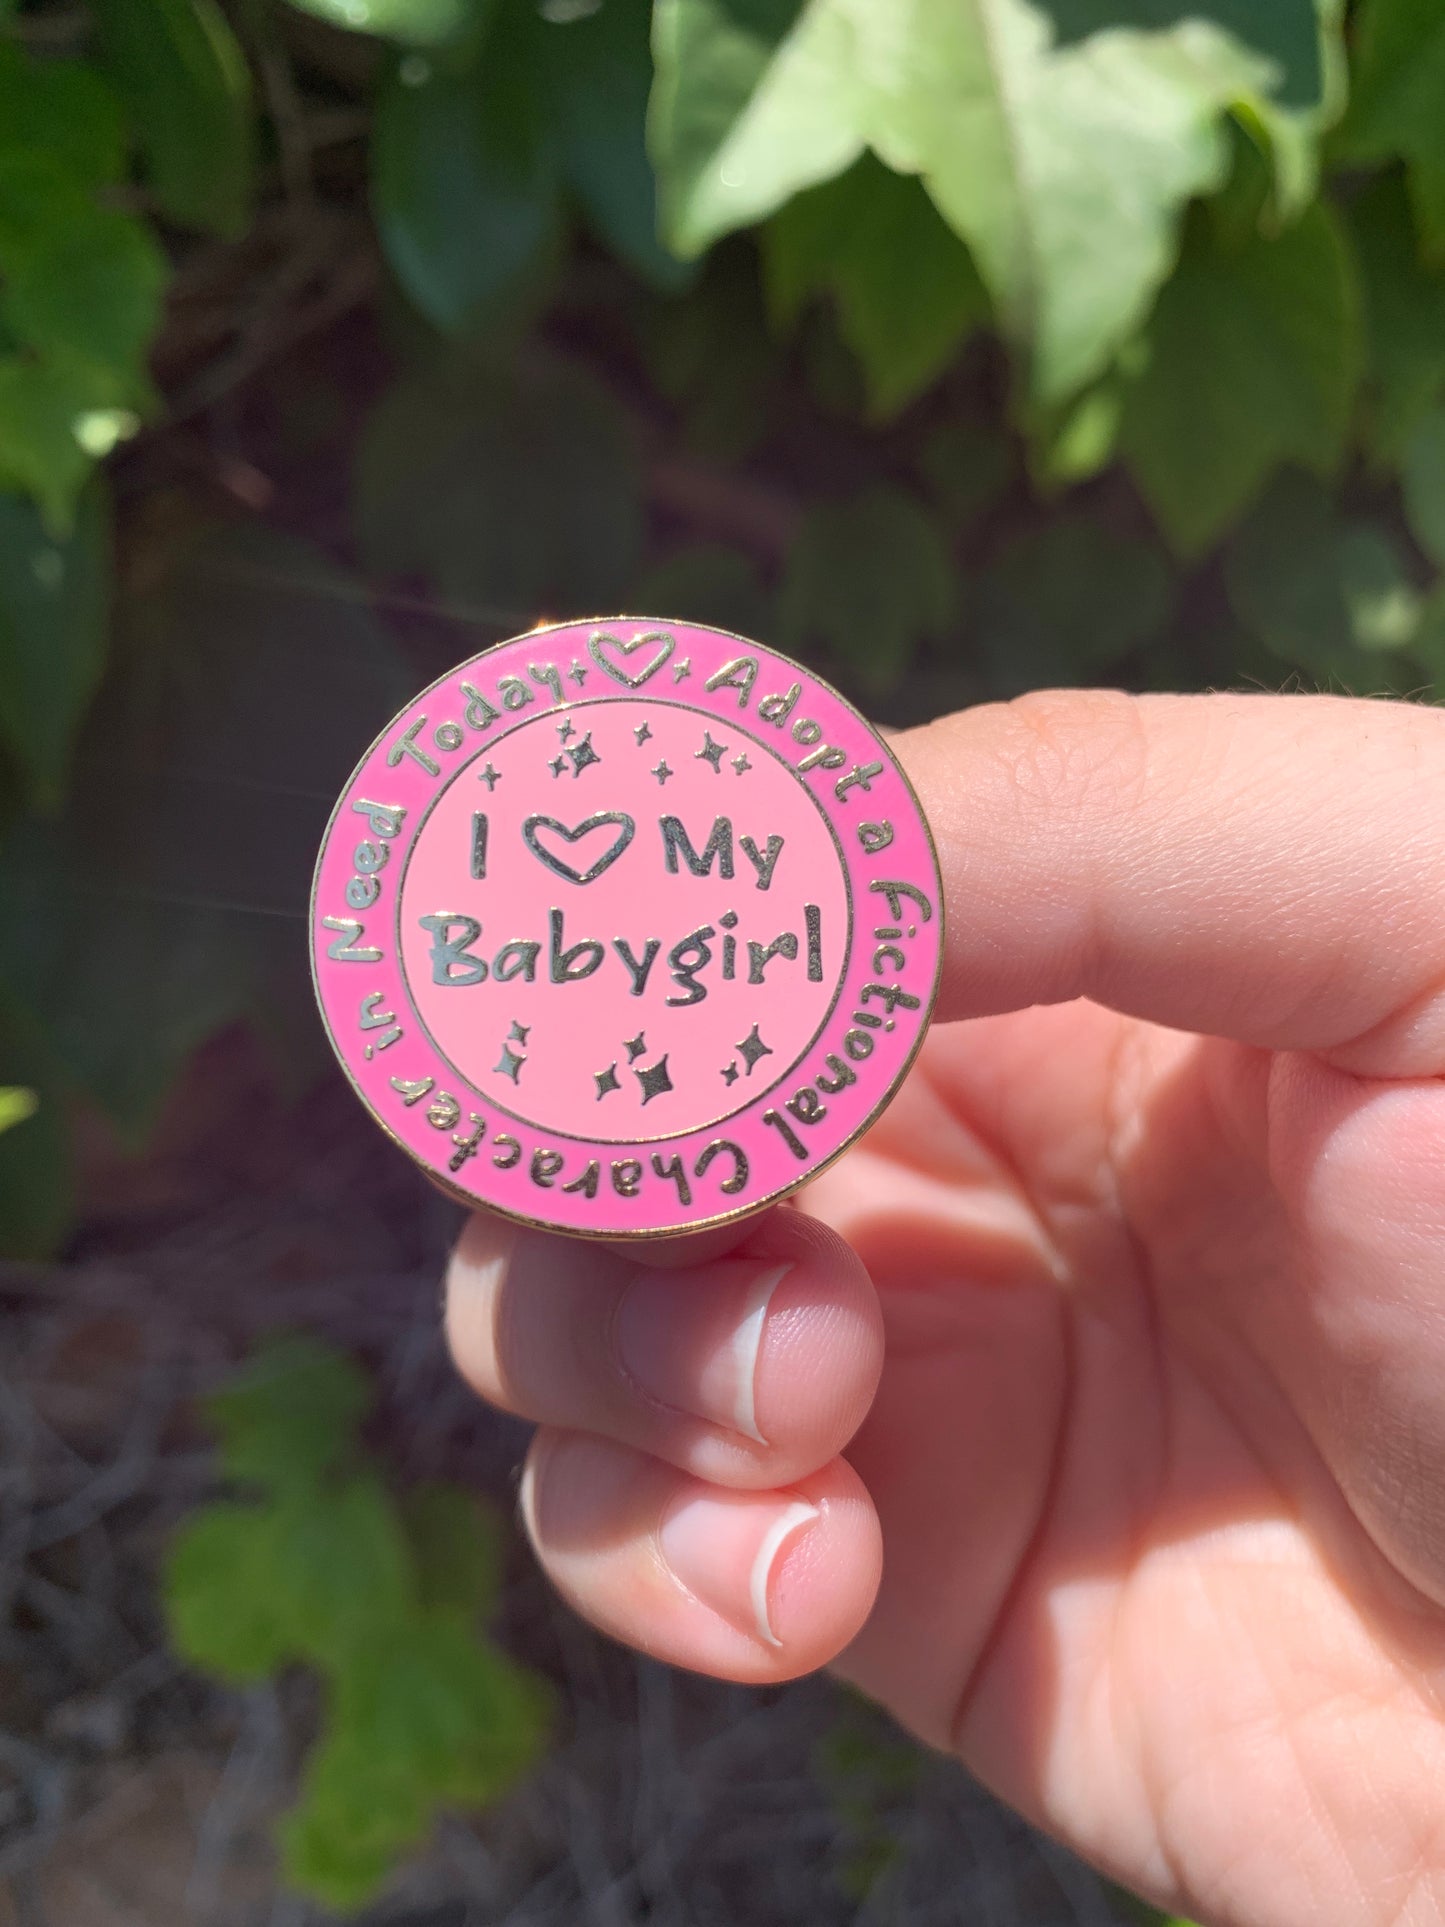 I ♡ My
Babygirl
Adopt a Fictional Character in Need Today